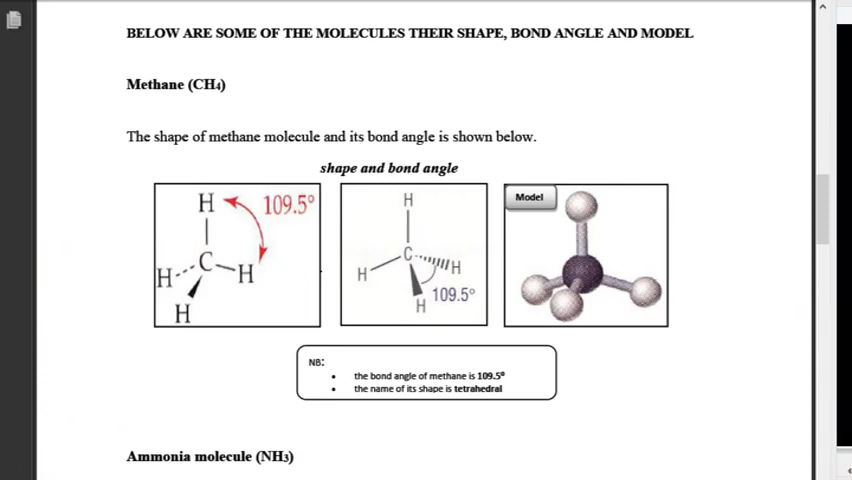 BELOW ARE SOME OF THE MOLECULES THEIR SHAPE, BOND ANGLE AND MODEL
Methane (CH₄)
The shape of methane molecule and its bond angle is shown below.
shape and bond angle
H 109.5°
H C H
H
H
C
H H
109.5°
H
Model
NB:
• the bond angle of methane is 109.5°
• the name of its shape is tetrahedral
Ammonia molecule (NH₃)